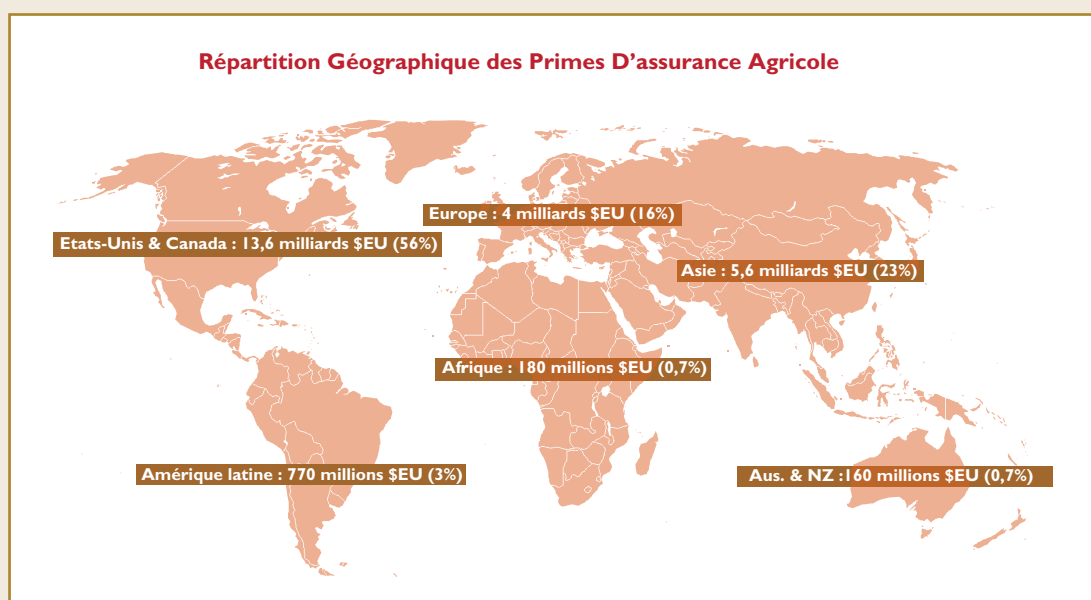 Répartition Géographique des Primes D’assurance Agricole
Europe : 4 milliards $EU (16%)
Etats-Unis & Canada : 13,6 milliards $EU (56%)
Asie : 5,6 milliards $EU (23%)
Afrique : 180 millions $EU (0,7%)
Amérique latine : 770 millions $EU (3%)
Aus. & NZ :160 millions $EU (0,7%)